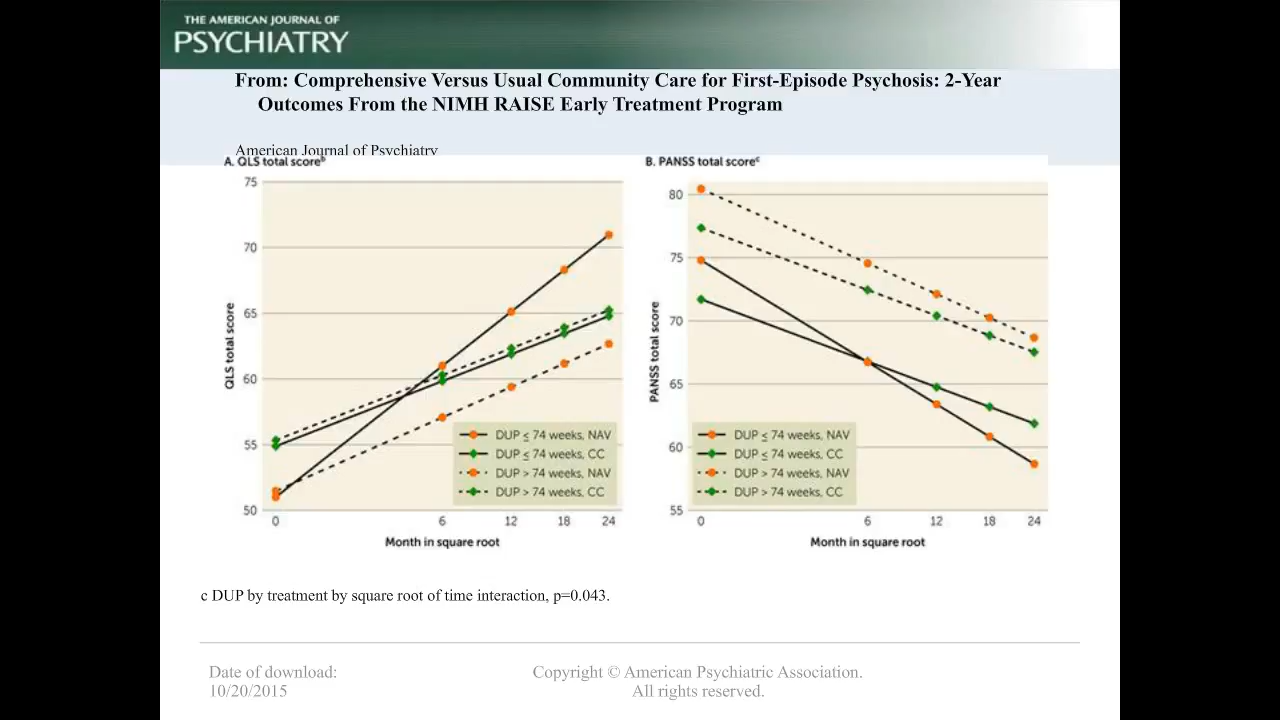 THE AMERICAN JOURNAL OF
PSYCHIATRY
From: Comprehensive Versus Usual Community Care for First-Episode Psychosis: 2-Year
Outcomes From the NIMH RAISE Early Treatment Program
American Journal of Psychiatry
A. QLS total scoreᵇ
75
70
65
60
55
50
QLS total score
DUP ≤ 74 weeks, NAV
DUP ≤ 74 weeks, CC
DUP > 74 weeks, NAV
DUP > 74 weeks, CC
0 6 12 18 24
Month in square root
B. PANSS total scoreᶜ
80
75
70
65
60
55
PANSS total score
DUP ≤ 74 weeks, NAV
DUP ≤ 74 weeks, CC
DUP > 74 weeks, NAV
DUP > 74 weeks, CC
0 6 12 18 24
Month in square root
c DUP by treatment by square root of time interaction, p=0.043.
Date of download:
10/20/2015
Copyright © American Psychiatric Association.
All rights reserved.